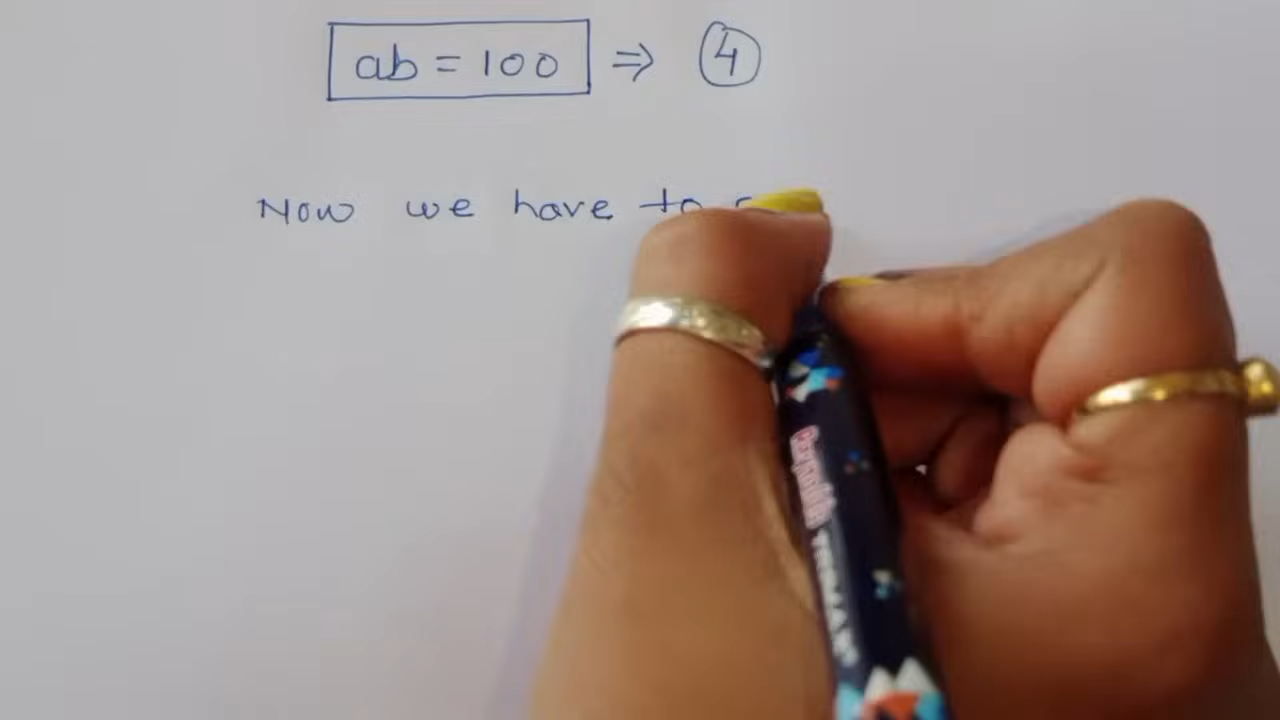 ab = 100 ⇒ 4
Now we have to